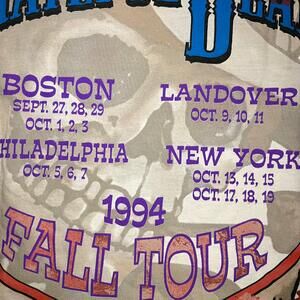 BOSTON
SEPT. 27, 28, 29
OCT. 1, 2, 3
LANDOVER
OCT. 9, 10, 11
HILADELPHIA
OCT. 5, 6, 7
NEW YORK
OCT. 13, 14, 15
OCT. 17, 18, 19
1994
FALL TOUR